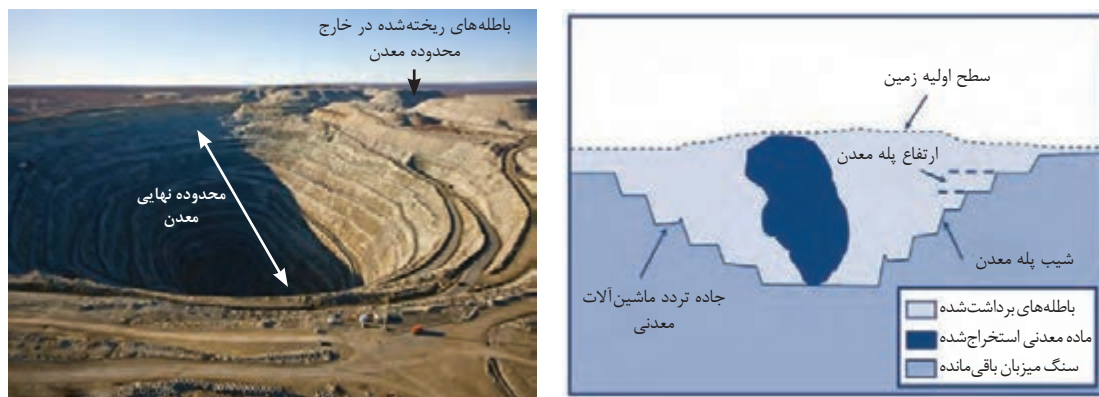 باطله‌های ریخته‌شده در خارج
محدوده معدن
محدوده نهایی
معدن
سطح اولیه زمین
ارتفاع پله معدن
شیب پله معدن
جاده تردد ماشین‌آلات
معدنی
باطله‌های برداشت‌شده
ماده معدنی استخراج‌شده
سنگ میزبان باقی‌مانده